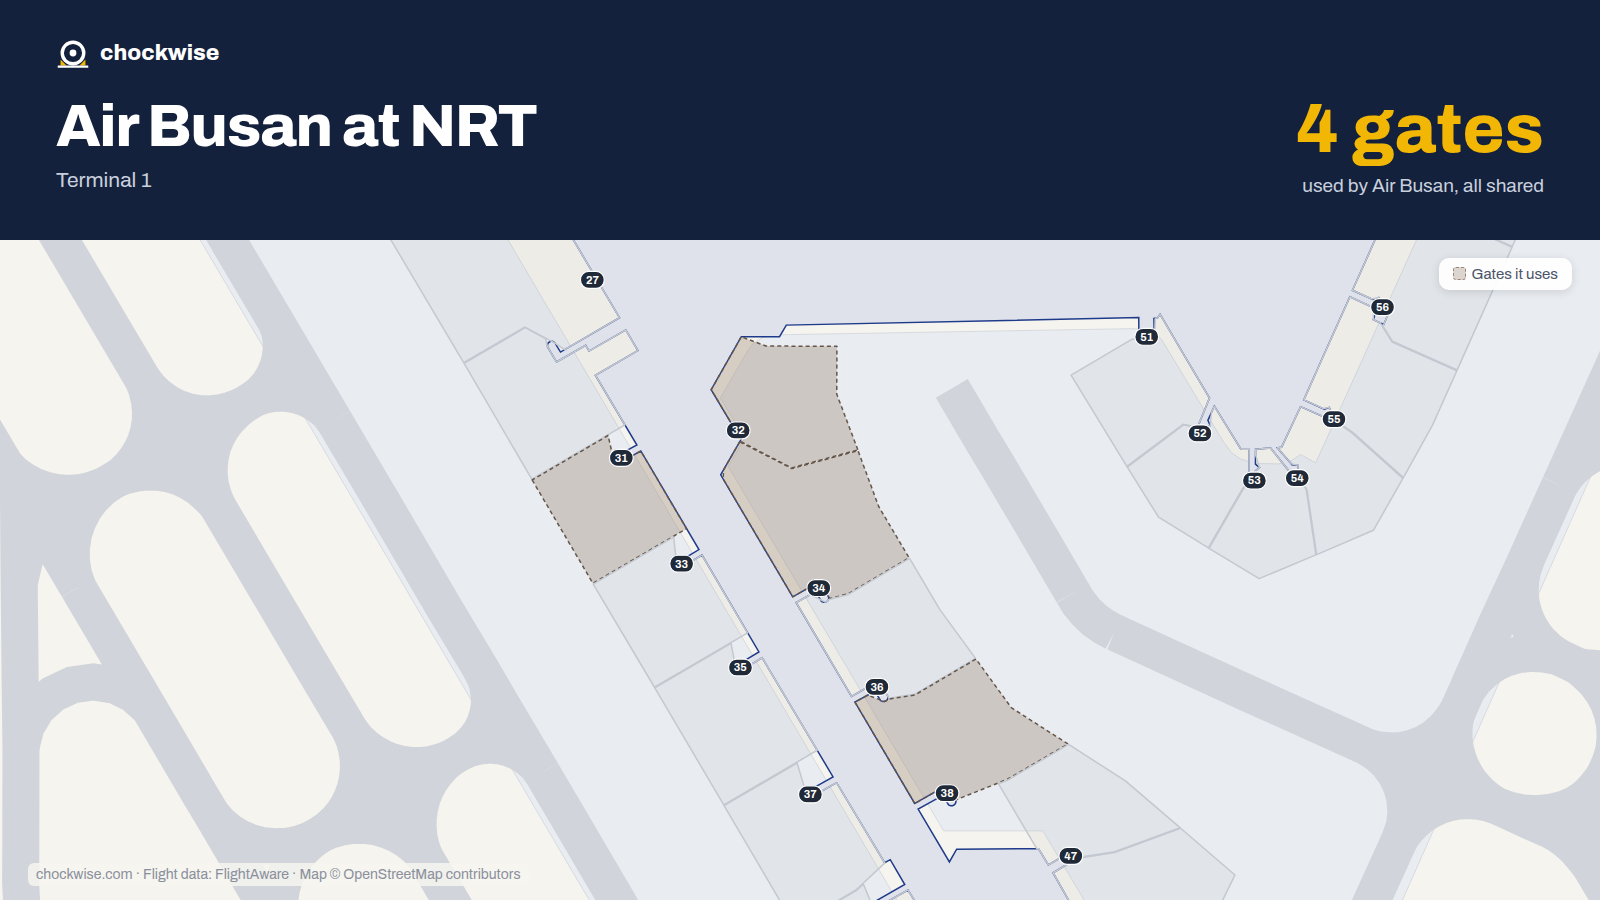 chockwise
Air Busan at NRT
Terminal 1
4 gates
used by Air Busan, all shared
Gates it uses
27
56
51
55
32
52
31
53
54
33
34
35
36
37
38
47
chockwise.com · Flight data: FlightAware · Map © OpenStreetMap contributors